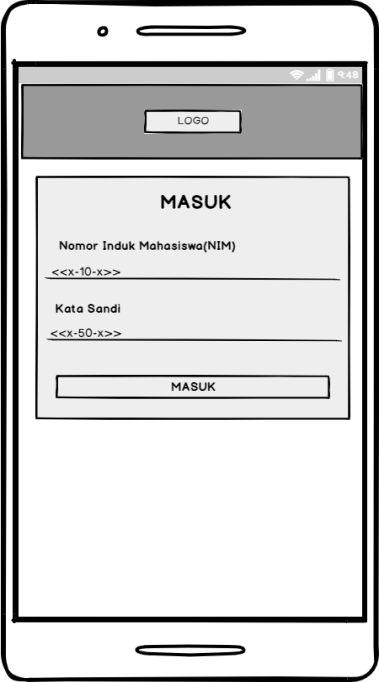 9:48
LOGO
MASUK
Nomor Induk Mahasiswa(NIM)
<<x-10-x>>
Kata Sandi
<<x-50-x>>
MASUK